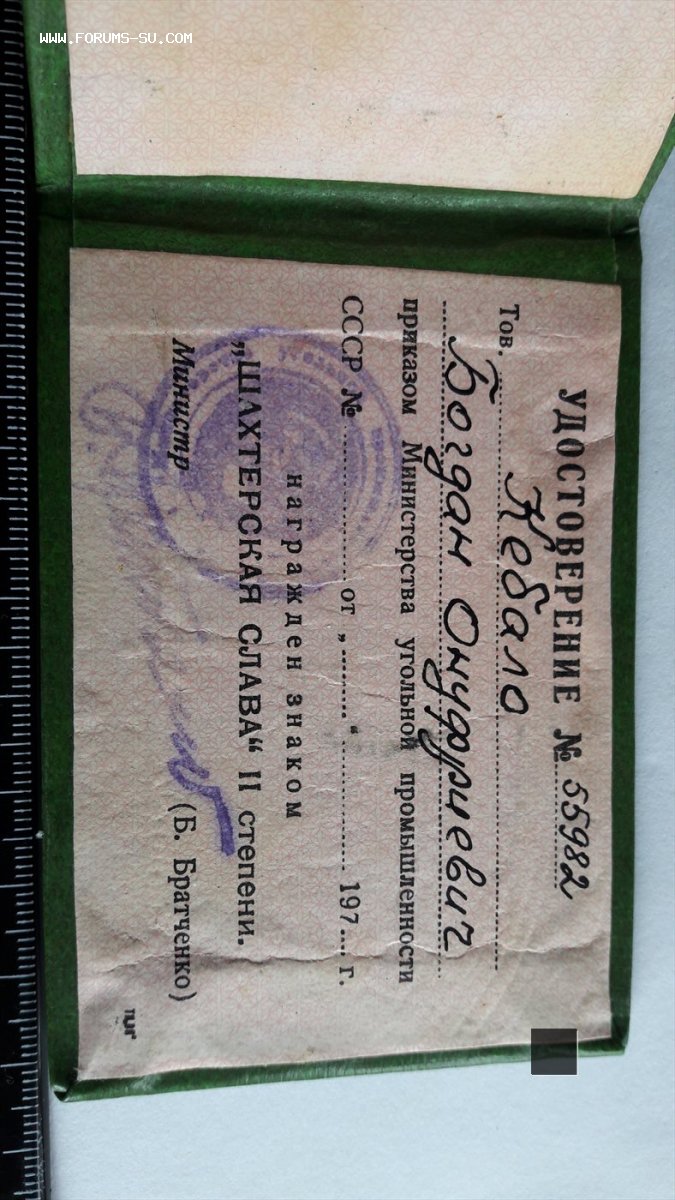 WWW.FORUMS-SU.COM
УДОСТОВЕРЕНИЕ № 55982
Тов. Кебало
Богдан Онуфриевич
приказом Министерства угольной промышленности
СССР № от „ “ 197 г.
награжден знаком
„ШАХТЕРСКАЯ СЛАВА“ II степени.
Министр (Б. Братченко)